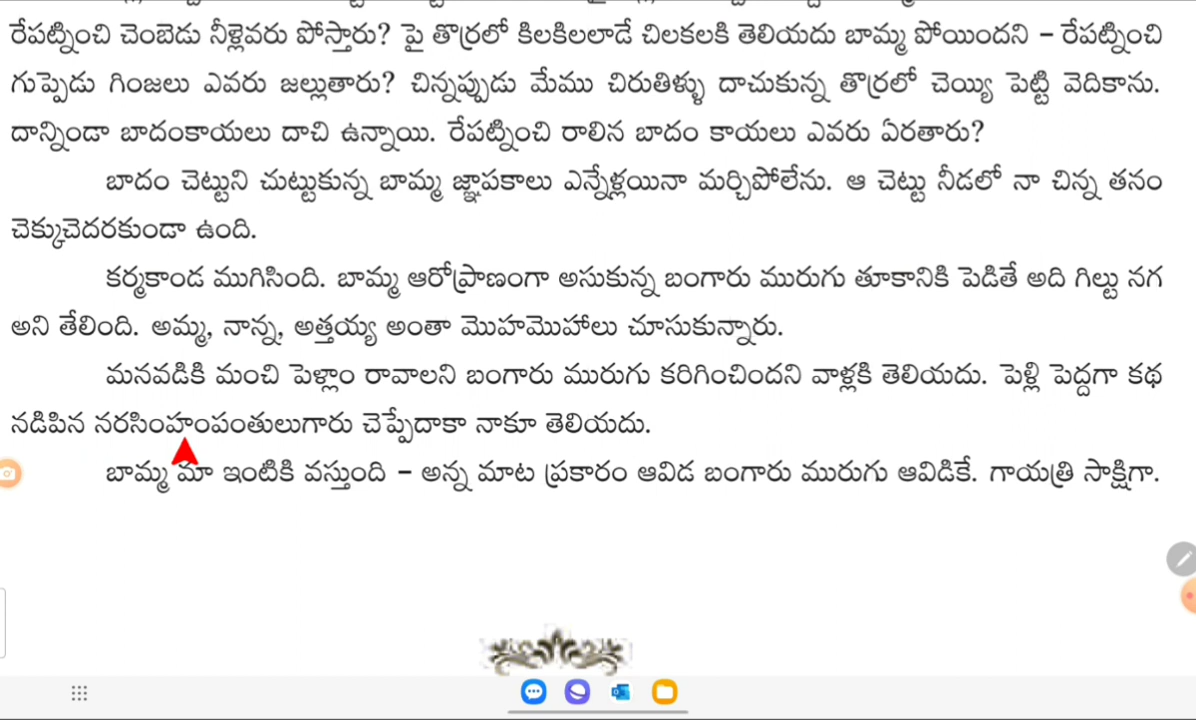 రేపట్నించి చెంబెడు నీళ్లెవరు పోస్తారు? పై తొర్రలో కిలకిలలాడే చిలకలకి తెలియదు బామ్మ పోయిందని – రేపట్నించి
గుప్పెడు గింజలు ఎవరు జల్లుతారు? చిన్నప్పుడు మేము చిరుతిళ్ళు దాచుకున్న తొర్రలో చెయ్యి పెట్టి వెదికాను.
దాన్నిండా బాదంకాయలు దాచి ఉన్నాయి. రేపట్నించి రాలిన బాదం కాయలు ఎవరు ఏరతారు?
బాదం చెట్టుని చుట్టుకున్న బామ్మ జ్ఞాపకాలు ఎన్నేళ్లయినా మర్చిపోలేను. ఆ చెట్టు నీడలో నా చిన్న తనం
చెక్కుచెదరకుండా ఉంది.
కర్మకాండ ముగిసింది. బామ్మ ఆరోప్రాణంగా అనుకున్న బంగారు మురుగు తూకానికి పెడితే అది గిల్టు నగ
అని తేలింది. అమ్మ, నాన్న, అత్తయ్య అంతా మొహమొహాలు చూసుకున్నారు.
మనవడికి మంచి పెళ్లాం రావాలని బంగారు మురుగు కరిగించిందని వాళ్లకి తెలియదు. పెళ్లి పెద్దగా కథ
నడిపిన నరసింహంపంతులుగారు చెప్పేదాకా నాకూ తెలియదు.
బామ్మ మా ఇంటికి వస్తుంది – అన్న మాట ప్రకారం ఆవిడ బంగారు మురుగు ఆవిడికే. గాయత్రి సాక్షిగా.